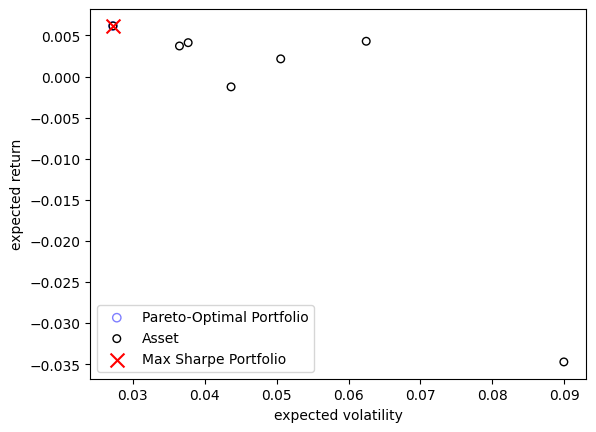 0.005
0.000
−0.005
−0.010
−0.015
−0.020
−0.025
−0.030
−0.035
expected return
Pareto-Optimal Portfolio
Asset
Max Sharpe Portfolio
0.03 0.04 0.05 0.06 0.07 0.08 0.09
expected volatility